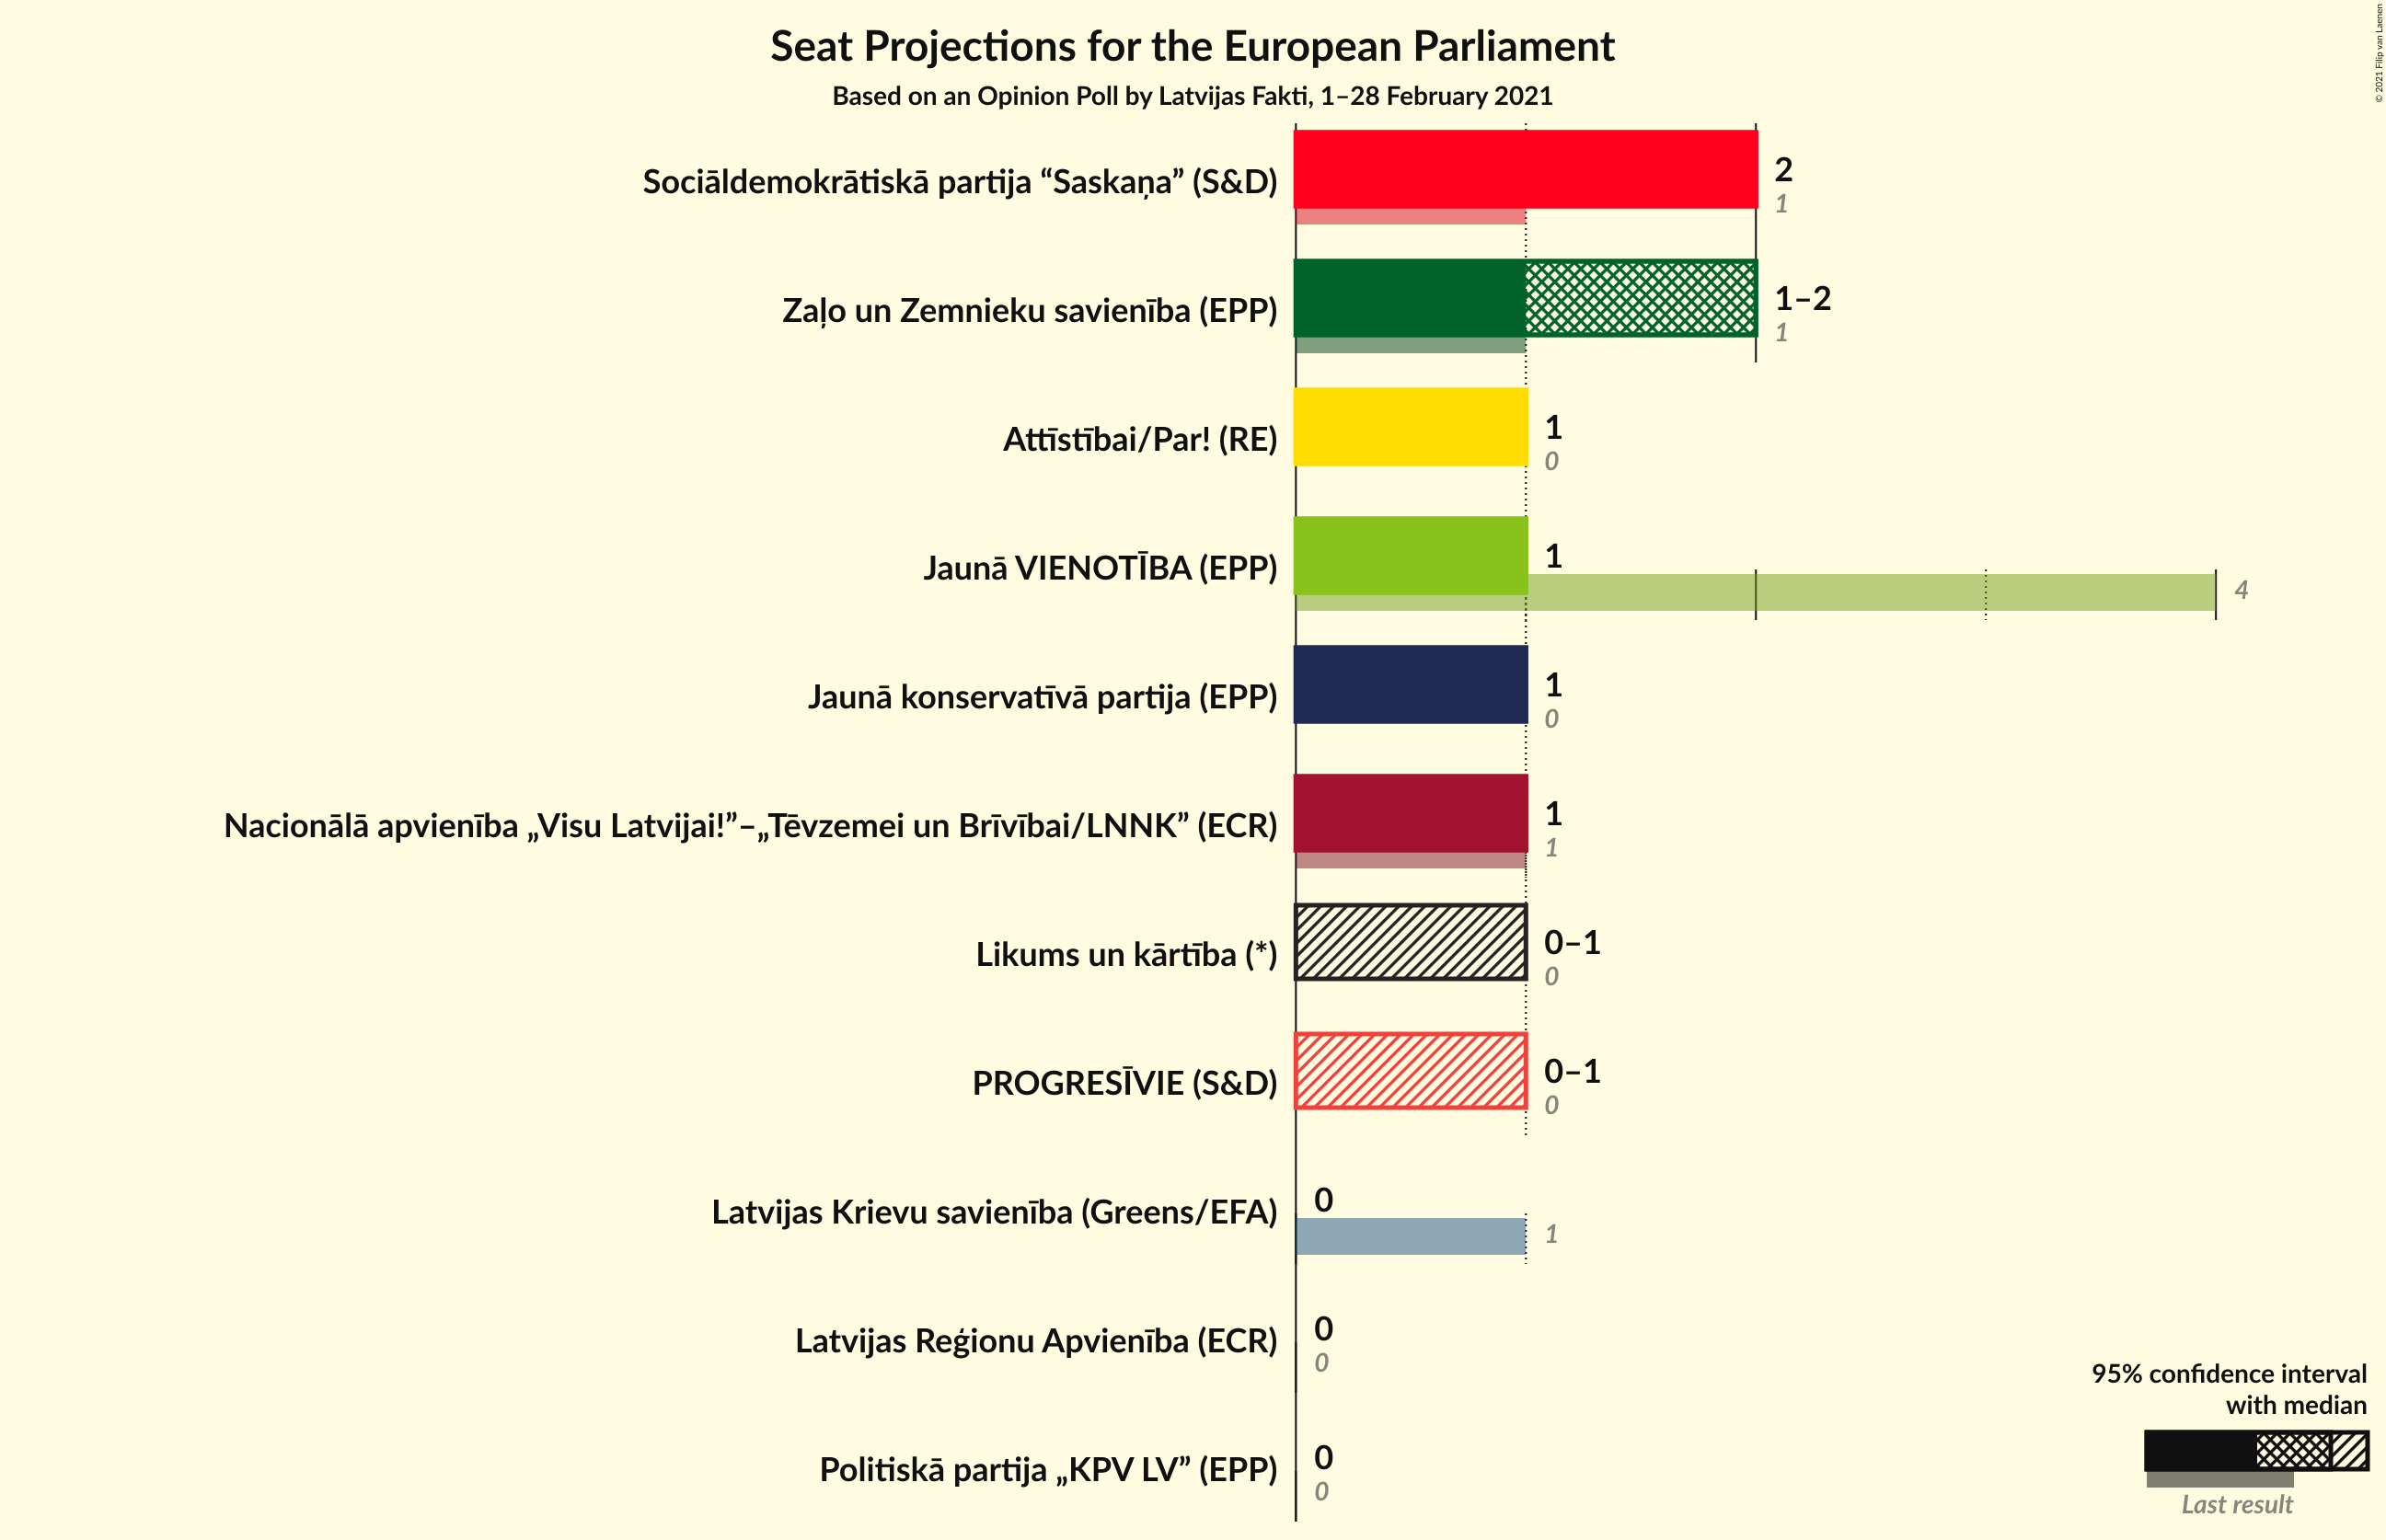 Seat Projections for the European Parliament
Based on an Opinion Poll by Latvijas Fakti, 1–28 February 2021
© 2021 Filip van Laenen
Sociāldemokrātiskā partija “Saskaņa” (S&D)
2
1
Zaļo un Zemnieku savienība (EPP)
1–2
1
Attīstībai/Par! (RE)
1
0
Jaunā VIENOTĪBA (EPP)
1
4
Jaunā konservatīvā partija (EPP)
1
0
Nacionālā apvienība „Visu Latvijai!”–„Tēvzemei un Brīvībai/LNNK” (ECR)
1
1
Likums un kārtība (*)
0–1
0
PROGRESĪVIE (S&D)
0–1
0
Latvijas Krievu savienība (Greens/EFA)
0
1
Latvijas Reģionu Apvienība (ECR)
0
0
Politiskā partija „KPV LV” (EPP)
0
0
95% confidence interval
with median
Last result